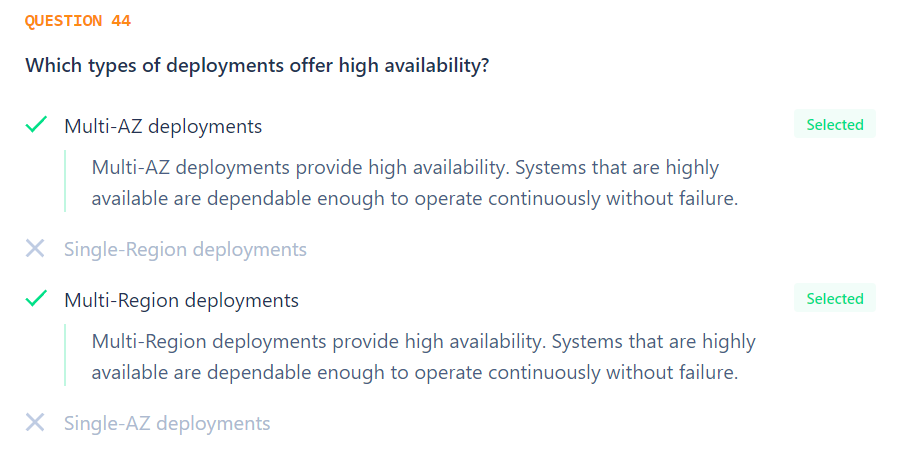 QUESTION 44
Which types of deployments offer high availability?
Multi-AZ deployments
Selected
Multi-AZ deployments provide high availability. Systems that are highly
available are dependable enough to operate continuously without failure.
Single-Region deployments
Multi-Region deployments
Selected
Multi-Region deployments provide high availability. Systems that are highly
available are dependable enough to operate continuously without failure.
Single-AZ deployments